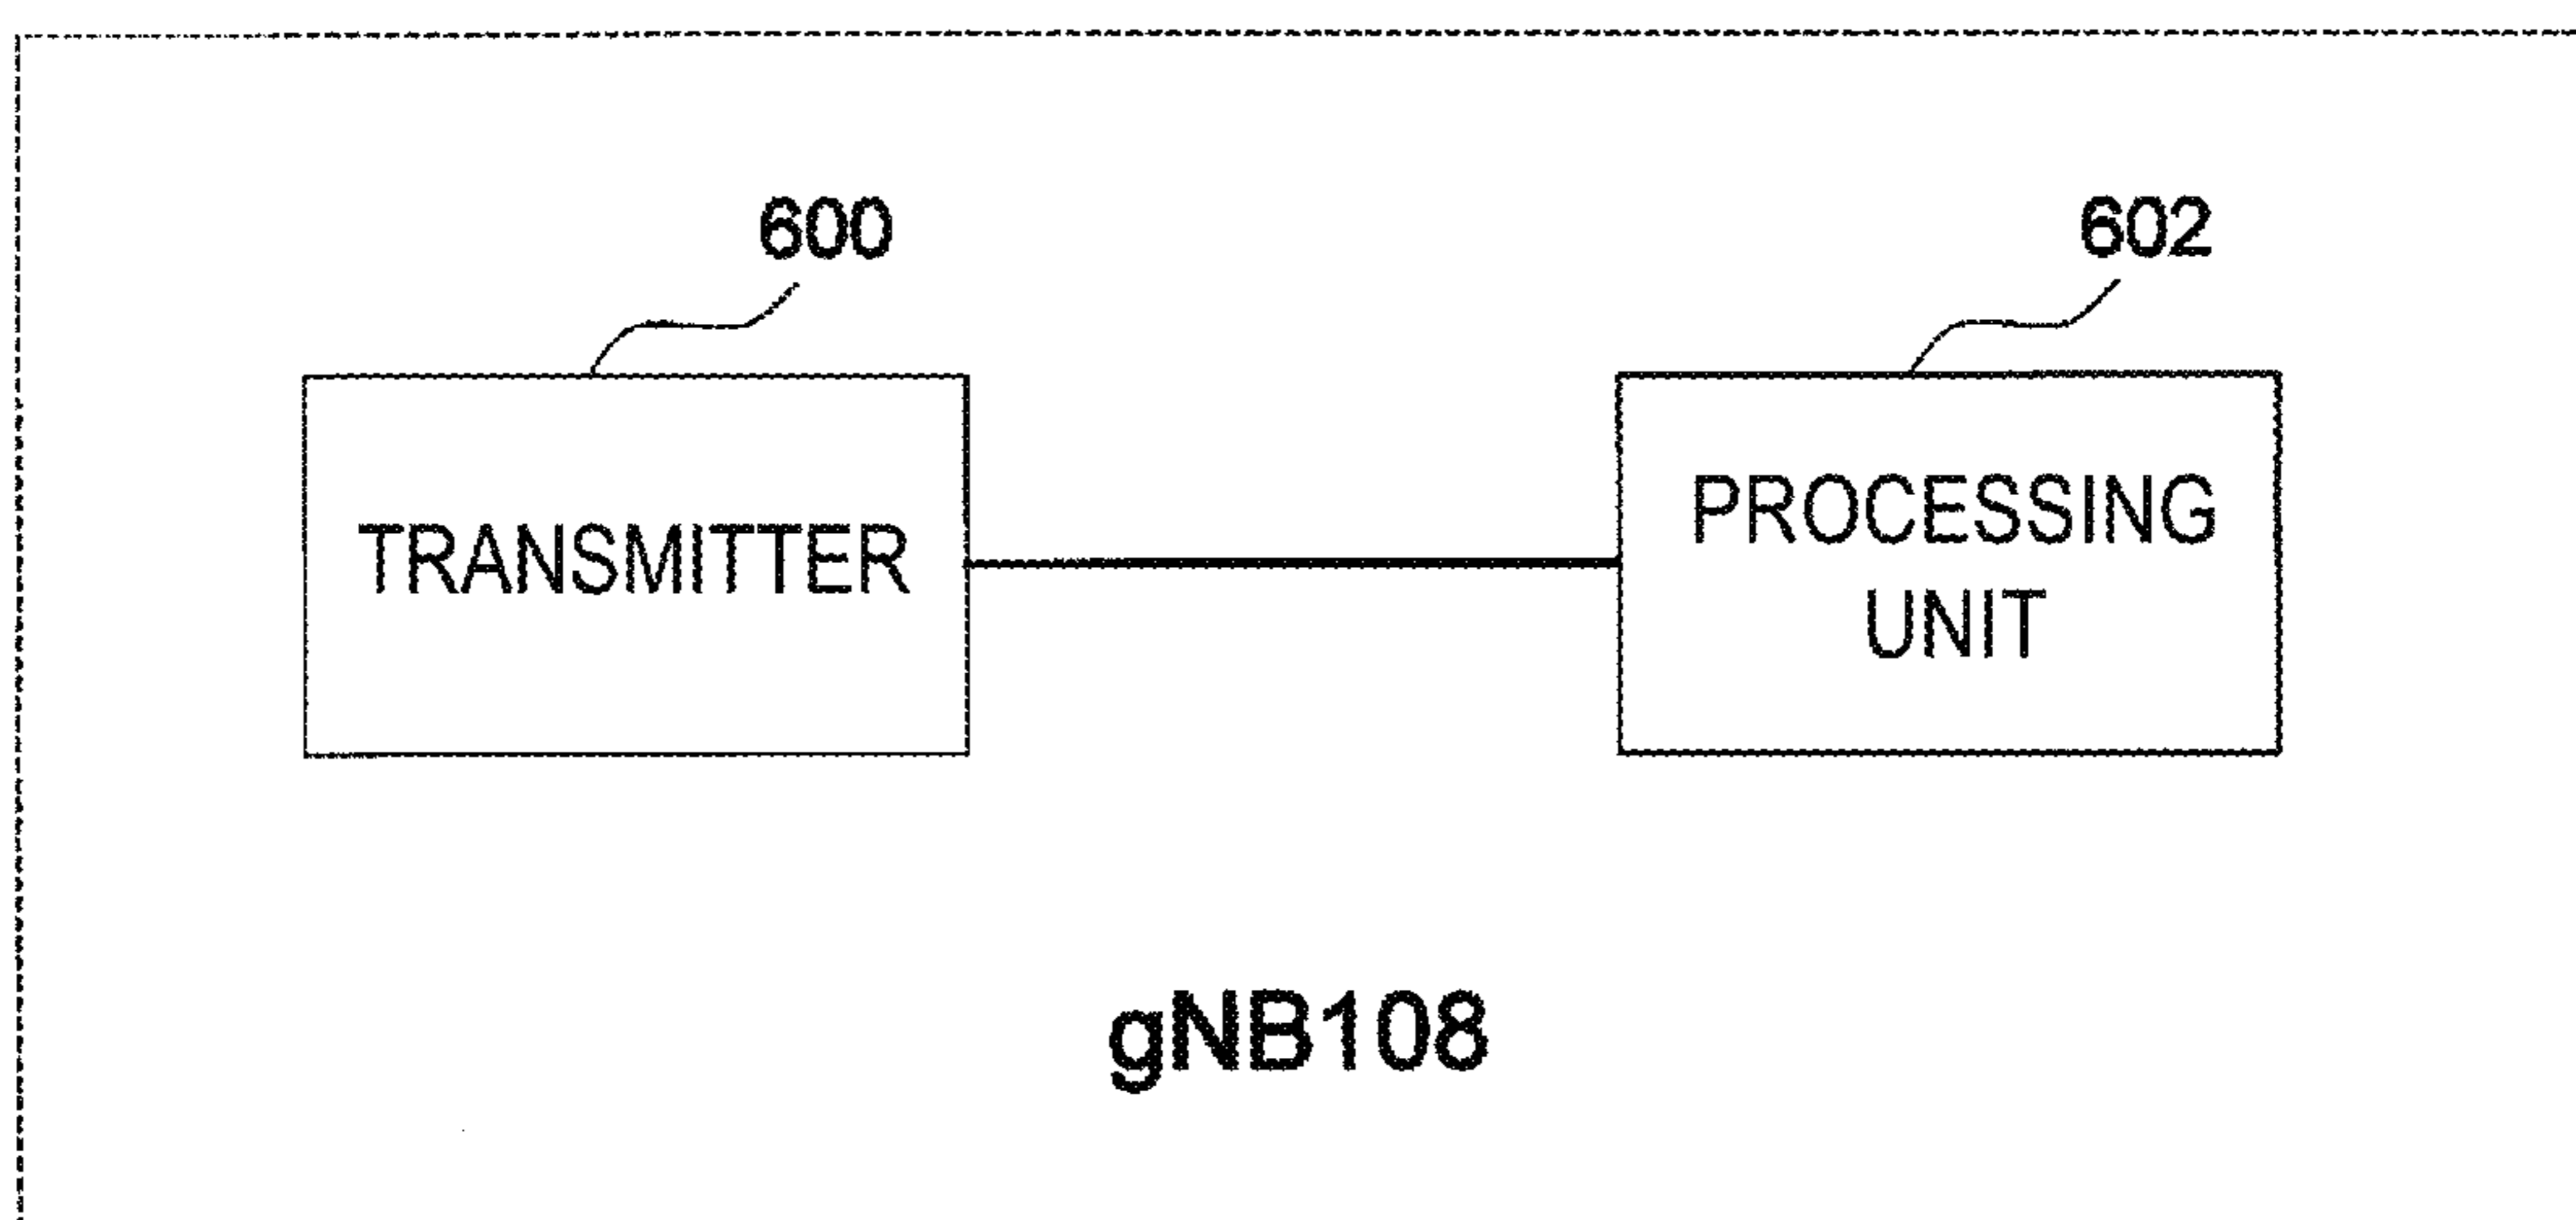 600
602
TRANSMITTER
PROCESSING
UNIT
gNB108